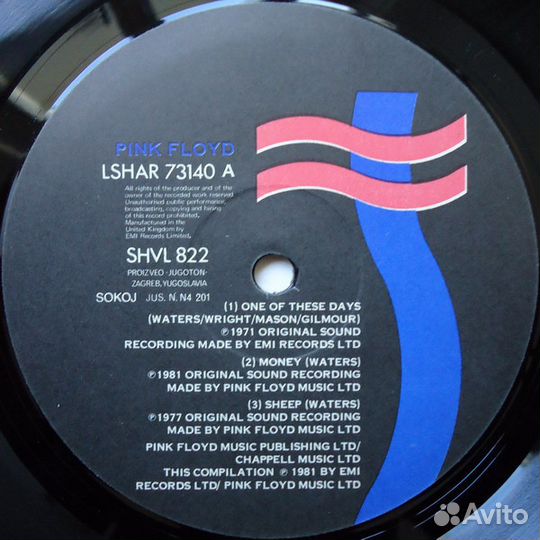 PINK FLOYD
LSHAR 73140 A
All rights of the producer and of the
owner of the recorded work reserved
Unauthorised public performance,
broadcasting, copying and hiring
of this record prohibited.
Manufactured in the
United Kingdom by
EMI Records Limited.
SHVL 822
PROIZVEO ·JUGOTON·
ZAGREB, YUGOSLAVIA
SOKOJ JUS. N. N4 201
(1) ONE OF THESE DAYS
(WATERS/WRIGHT/MASON/GILMOUR)
℗1971 ORIGINAL SOUND
RECORDING MADE BY EMI RECORDS LTD
(2) MONEY (WATERS)
℗1981 ORIGINAL SOUND RECORDING
MADE BY PINK FLOYD MUSIC LTD
(3) SHEEP (WATERS)
℗1977 ORIGINAL SOUND RECORDING
MADE BY PINK FLOYD MUSIC LTD
PINK FLOYD MUSIC PUBLISHING LTD/
CHAPPELL MUSIC LTD
THIS COMPILATION ℗1981 BY EMI
RECORDS LTD/ PINK FLOYD MUSIC LTD
Avito